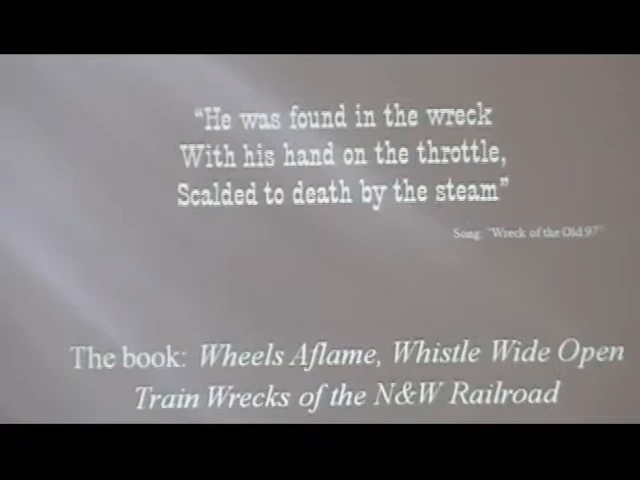 “He was found in the wreck
With his hand on the throttle,
Scalded to death by the steam”
Song: "Wreck of the Old 97"
The book: Wheels Aflame, Whistle Wide Open
Train Wrecks of the N&W Railroad